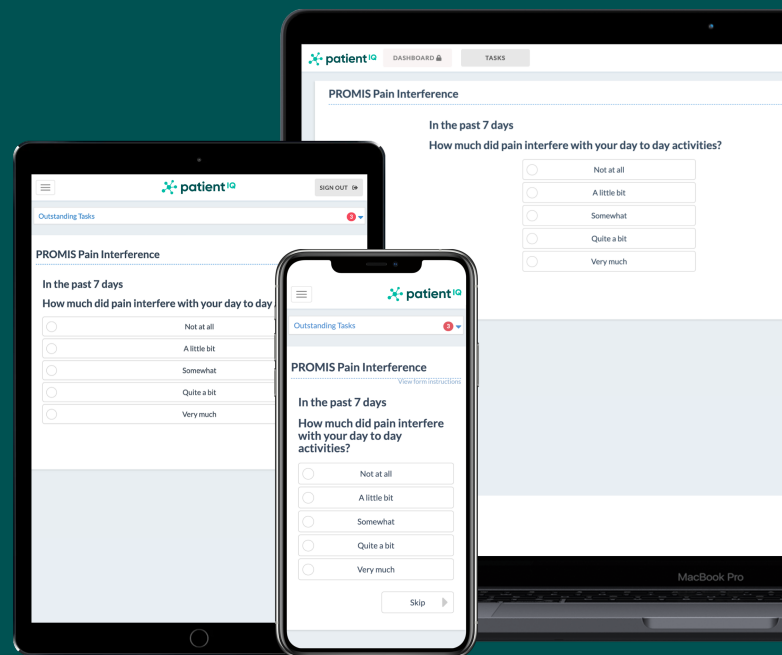 patient IQ
DASHBOARD
TASKS
PROMIS Pain Interference
In the past 7 days
How much did pain interfere with your day to day activities?
Not at all
A little bit
Somewhat
Quite a bit
Very much
MacBook Pro
patient IQ
SIGN OUT
Outstanding Tasks
3
PROMIS Pain Interference
In the past 7 days
How much did pain interfere with your day to day
Not at all
A little bit
Somewhat
Quite a bit
Very much
patient IQ
Outstanding Tasks
3
PROMIS Pain Interference
View form instructions
In the past 7 days
How much did pain interfere
with your day to day
activities?
Not at all
A little bit
Somewhat
Quite a bit
Very much
Skip